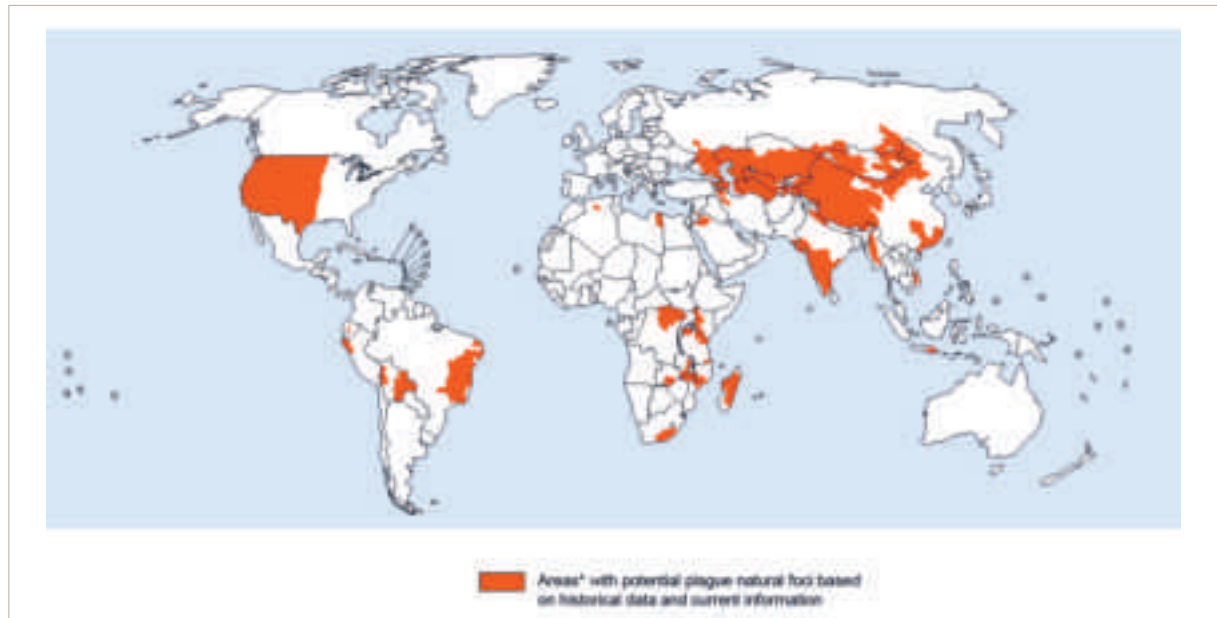 Areas* with potential plague natural foci based
on historical data and current information